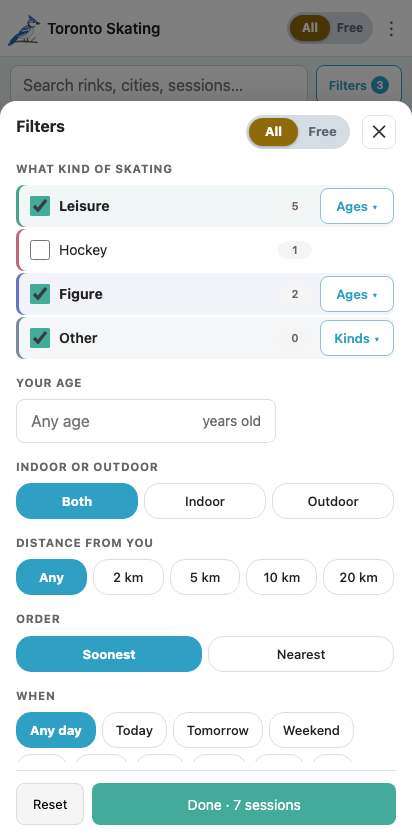 Toronto Skating
All Free
Search rinks, cities, sessions...
Filters 3
Filters
All Free
WHAT KIND OF SKATING
Leisure 5 Ages
Hockey 1
Figure 2 Ages
Other 0 Kinds
YOUR AGE
Any age years old
INDOOR OR OUTDOOR
Both Indoor Outdoor
DISTANCE FROM YOU
Any 2 km 5 km 10 km 20 km
ORDER
Soonest Nearest
WHEN
Any day Today Tomorrow Weekend
Reset Done · 7 sessions